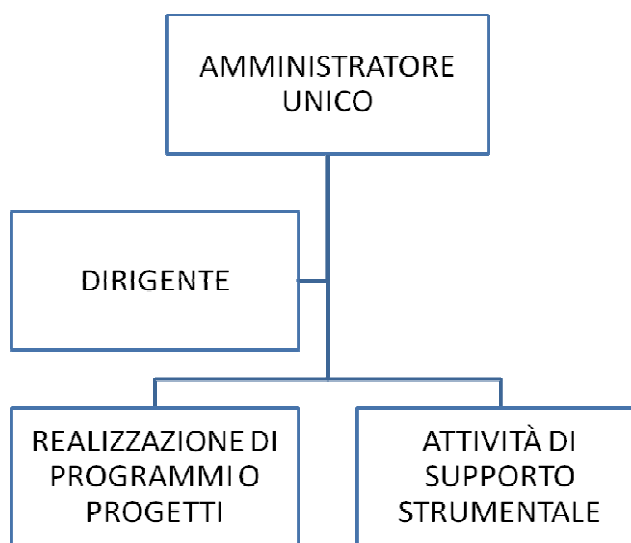 AMMINISTRATORE
UNICO
DIRIGENTE
REALIZZAZIONE DI
PROGRAMMI O
PROGETTI
ATTIVITÀ DI
SUPPORTO
STRUMENTALE